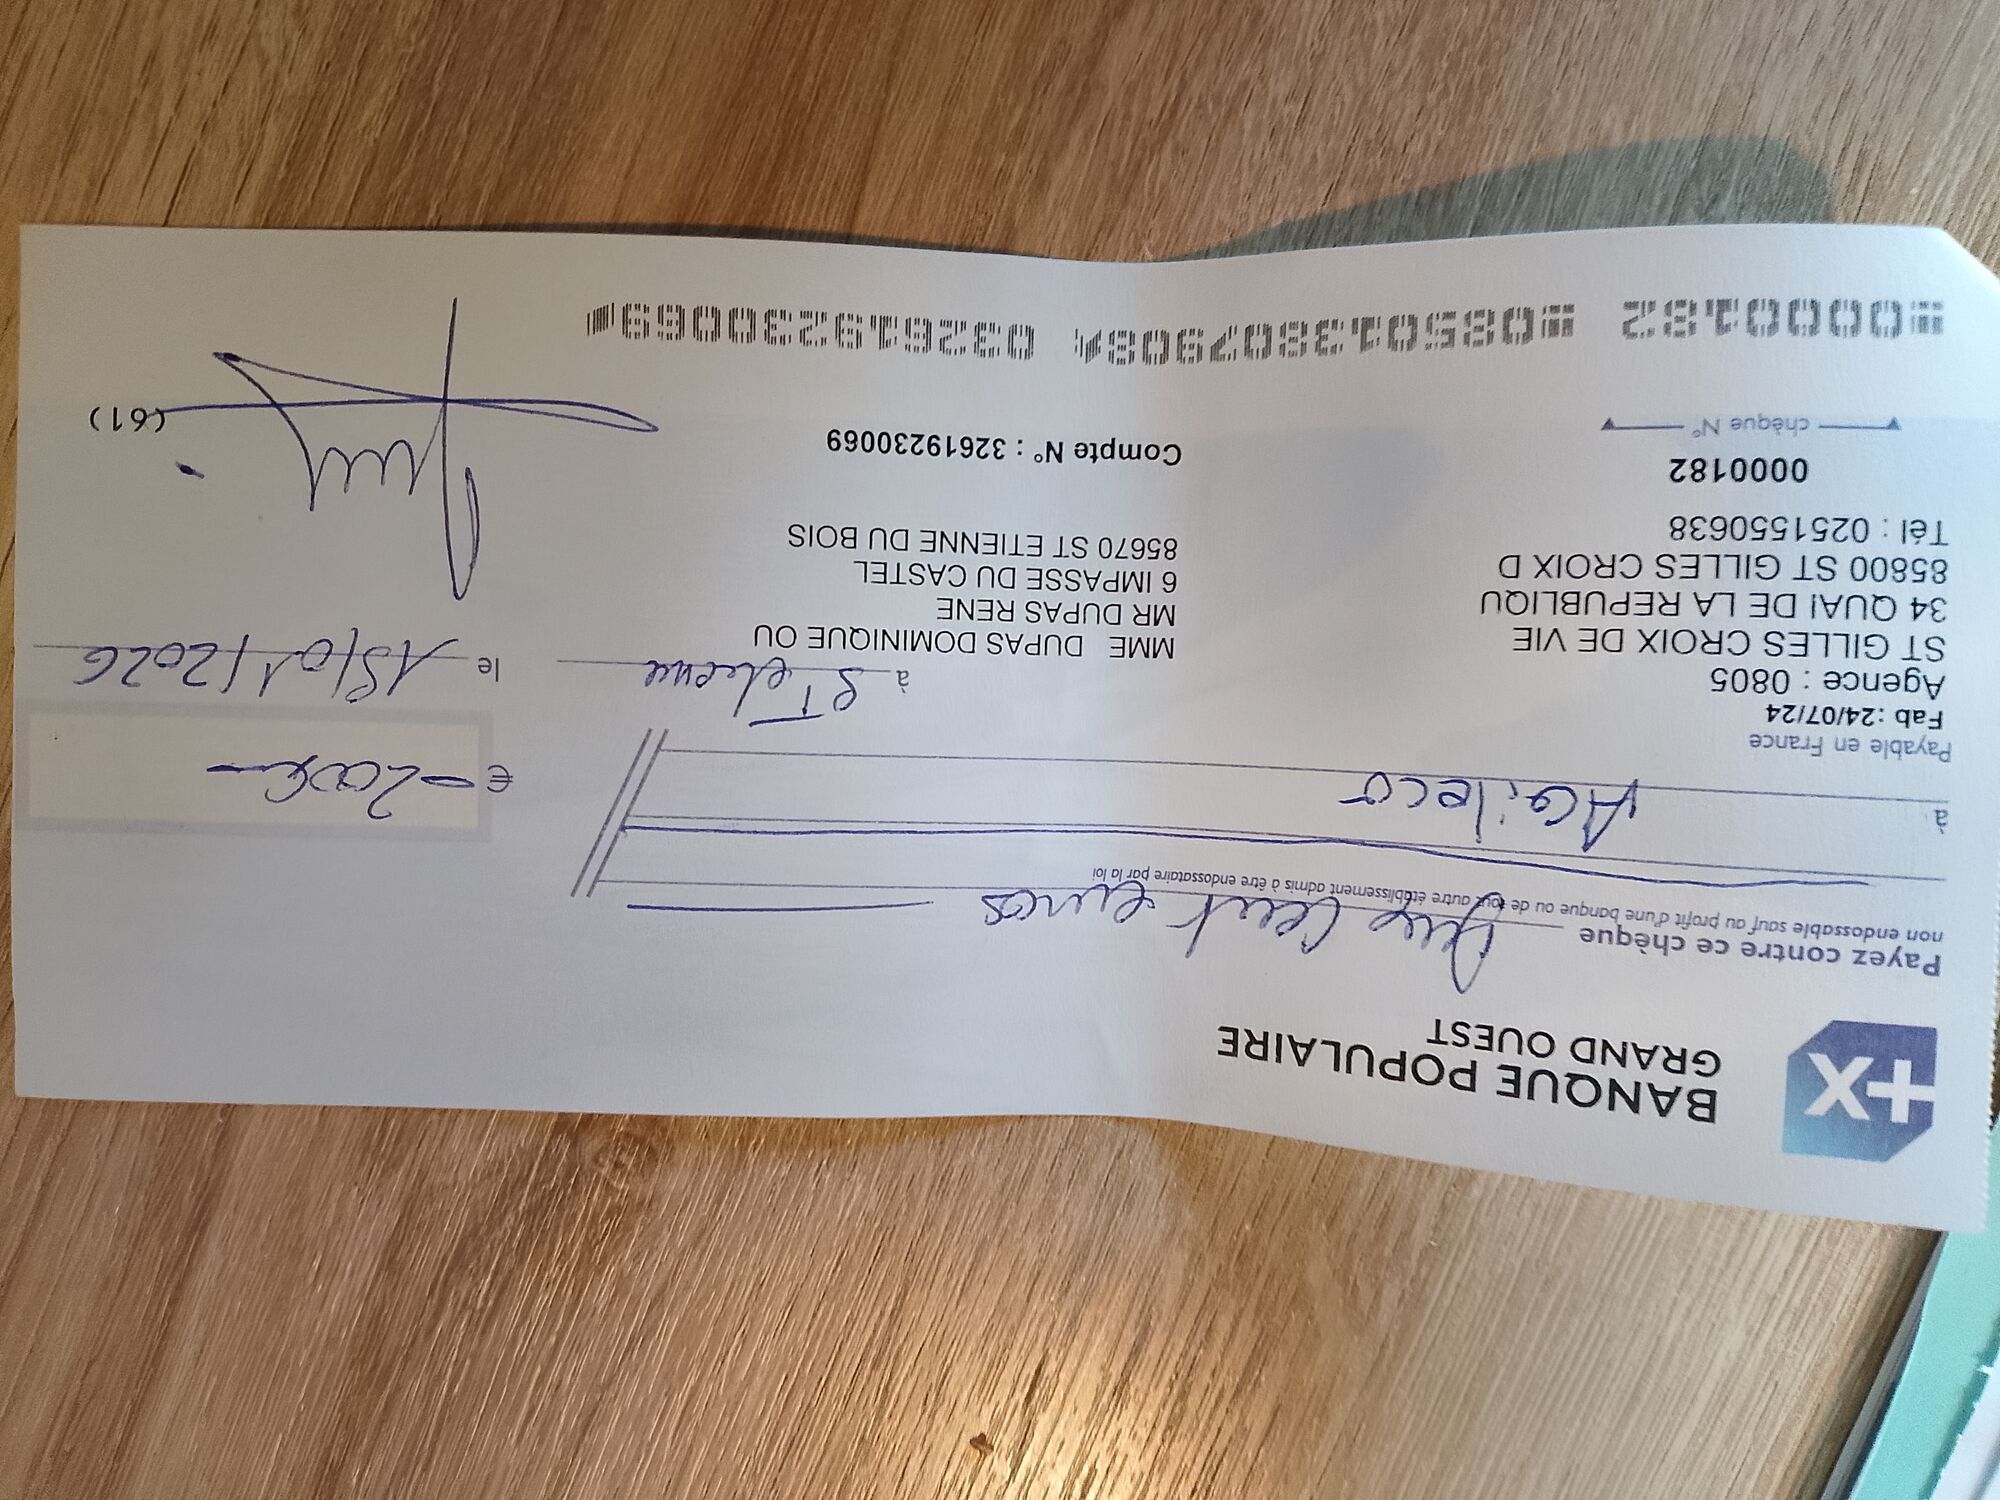 BANQUE POPULAIRE
GRAND OUEST
Payez contre ce chèque Deux Cent euros
non endossable sauf au profit d'une banque ou de tout autre établissement admis à être endossataire par la loi
à AGileco
€ 200€
Payable en France
Fab :24/07/24
Agence : 0805
ST GILLES CROIX DE VIE
34 QUAI DE LA REPUBLIQU
85800 ST GILLES CROIX D
Tél : 0251550638
0000182
chèque N°
à ST etienne
le 15/01/2026
MME DUPAS DOMINIQUE OU
MR DUPAS RENE
6 IMPASSE DU CASTEL
85670 ST ETIENNE DU BOIS
Compte N° : 32619230069
(61)
0000182 085013807908 032619230069